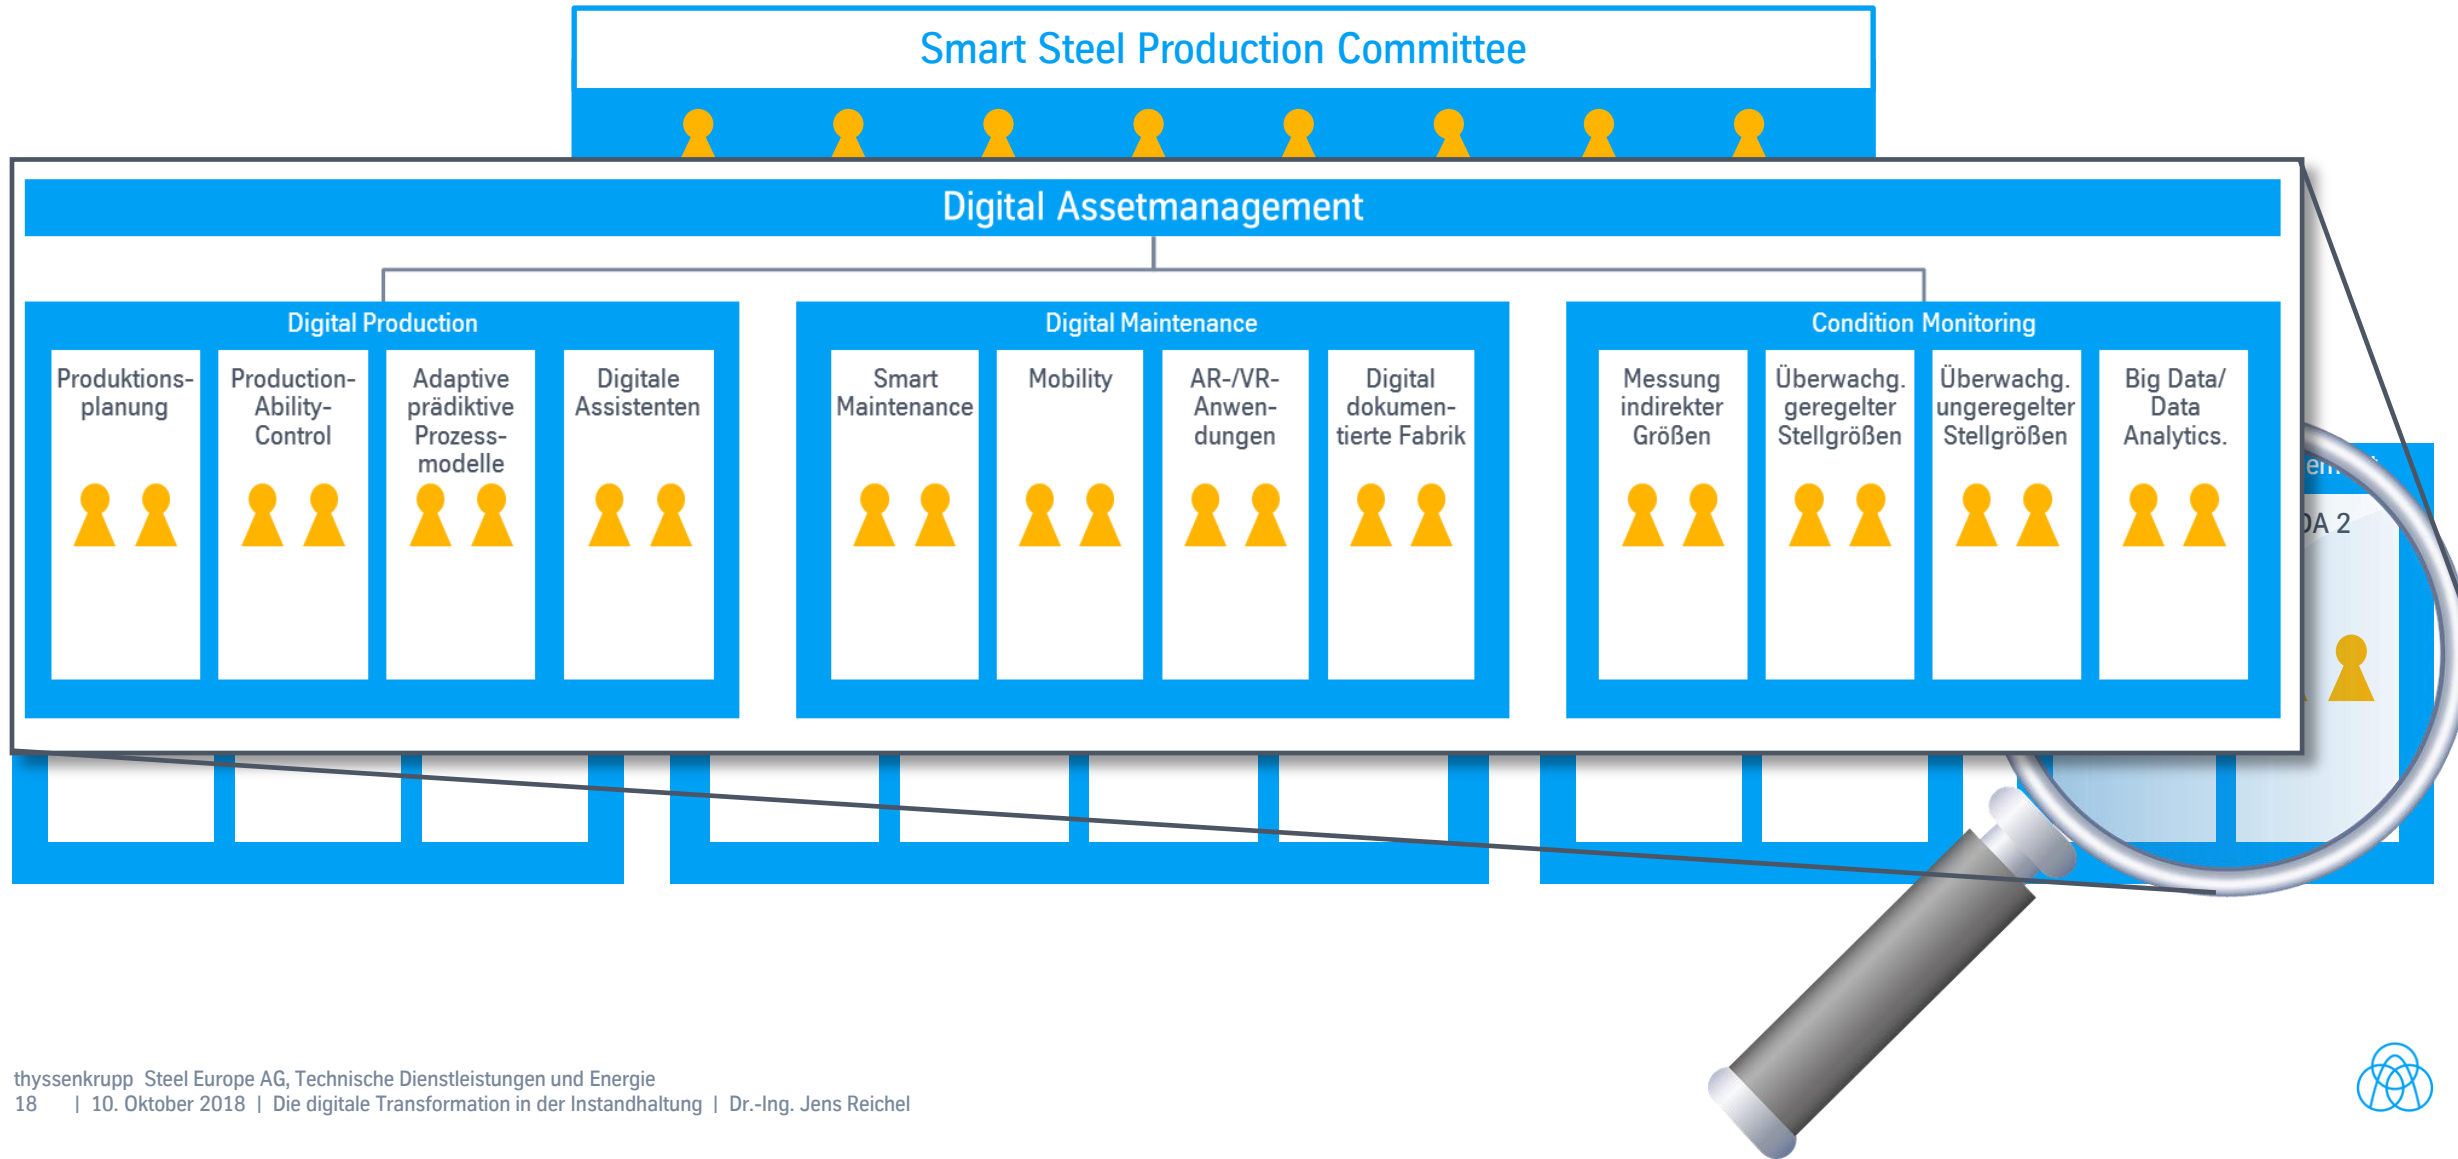 Smart Steel Production Committee
Digital Assetmanagement
Digital Production
Produktions-
planung
Production-
Ability-
Control
Adaptive
prädiktive
Prozess-
modelle
Digitale
Assistenten
Digital Maintenance
Smart
Maintenance
Mobility
AR-/VR-
Anwen-
dungen
Digital
dokumen-
tierte Fabrik
Condition Monitoring
Messung
indirekter
Größen
Überwachg.
geregelter
Stellgrößen
Überwachg.
ungeregelter
Stellgrößen
Big Data/
Data
Analytics.
2
thyssenkrupp Steel Europe AG, Technische Dienstleistungen und Energie
18 | 10. Oktober 2018 | Die digitale Transformation in der Instandhaltung | Dr.-Ing. Jens Reichel